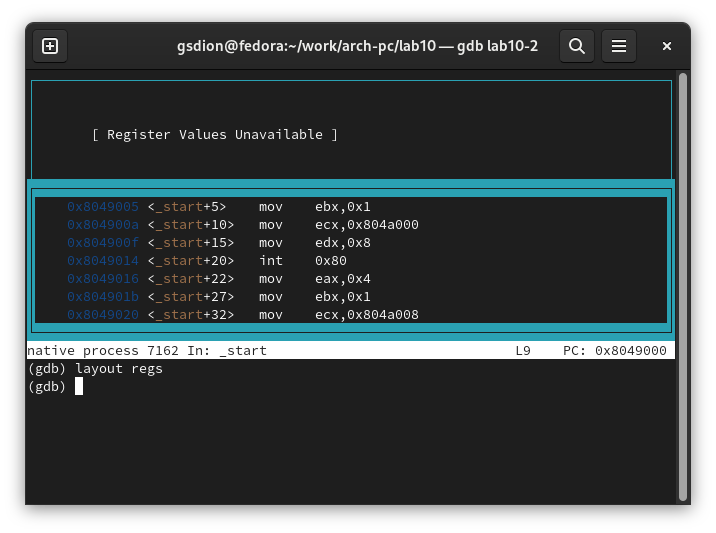 gsdion@fedora:~/work/arch-pc/lab10 — gdb lab10-2
[ Register Values Unavailable ]
0x8049005 <_start+5> mov ebx,0x1
0x804900a <_start+10> mov ecx,0x804a000
0x804900f <_start+15> mov edx,0x8
0x8049014 <_start+20> int 0x80
0x8049016 <_start+22> mov eax,0x4
0x804901b <_start+27> mov ebx,0x1
0x8049020 <_start+32> mov ecx,0x804a008
native process 7162 In: _start L9 PC: 0x8049000
(gdb) layout regs
(gdb)